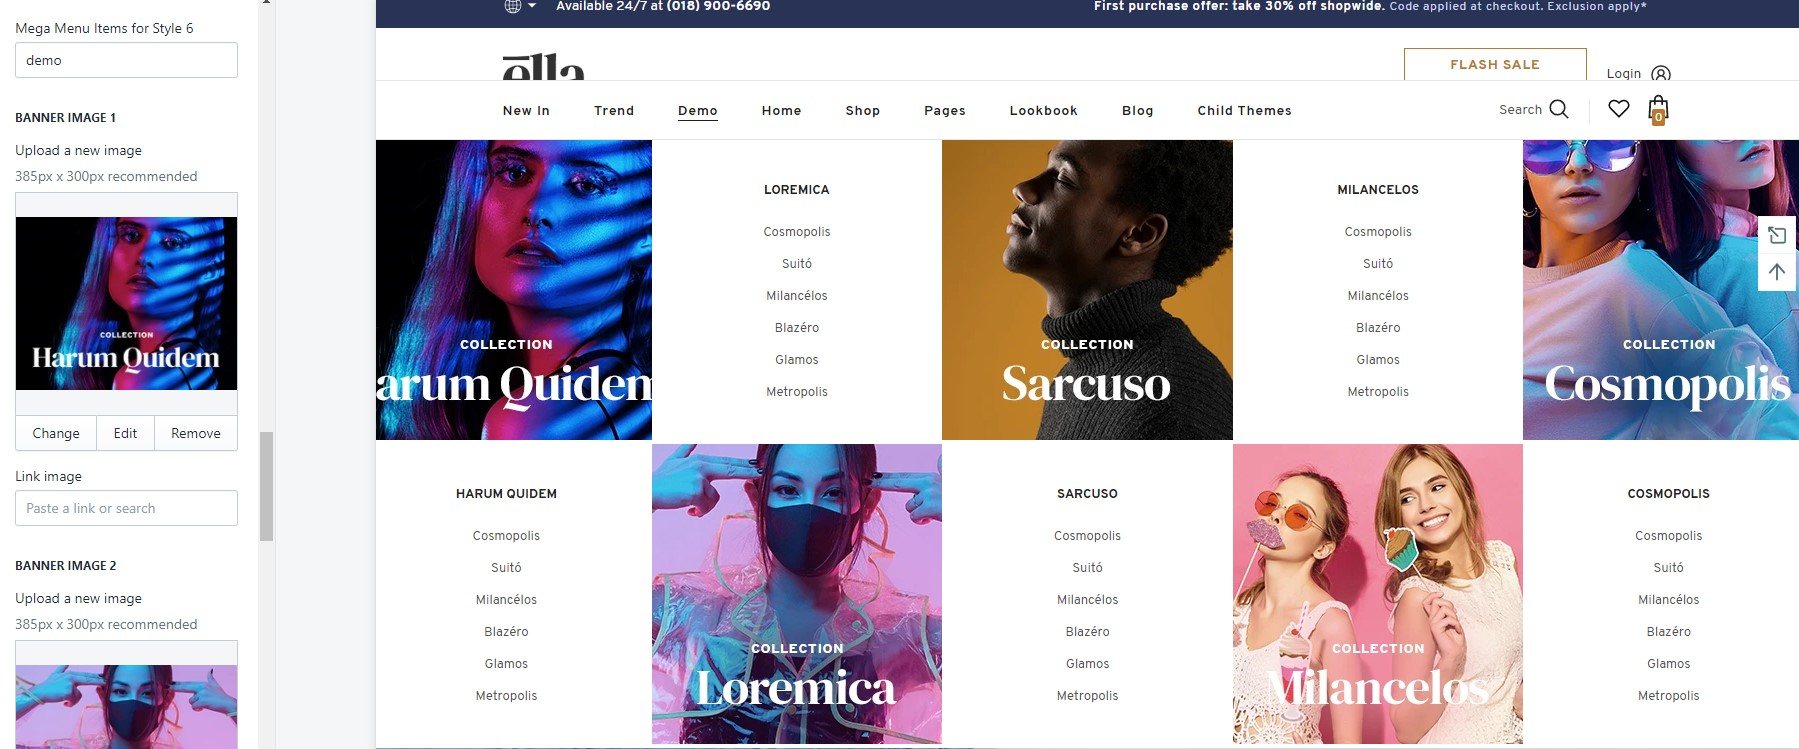 Mega Menu Items for Style 6
demo
BANNER IMAGE 1
Upload a new image
385px x 300px recommended
COLLECTION
Harum Quidem
Change Edit Remove
Link image
Paste a link or search
BANNER IMAGE 2
Upload a new image
385px x 300px recommended
Available 24/7 at (018) 900-6690
First purchase offer: take 30% off shopwide. Code applied at checkout. Exclusion apply*
ella
FLASH SALE
Login
New In Trend Demo Home Shop Pages Lookbook Blog Child Themes
Search
0
COLLECTION
arum Quidem
LOREMICA
Cosmopolis
Suitó
Milancélos
Blazéro
Glamos
Metropolis
COLLECTION
Sarcuso
MILANCELOS
Cosmopolis
Suitó
Milancélos
Blazéro
Glamos
Metropolis
COLLECTION
Cosmopolis
HARUM QUIDEM
Cosmopolis
Suitó
Milancélos
Blazéro
Glamos
Metropolis
COLLECTION
Loremica
SARCUSO
Cosmopolis
Suitó
Milancélos
Blazéro
Glamos
Metropolis
COLLECTION
Milancelos
COSMOPOLIS
Cosmopolis
Suitó
Milancélos
Blazéro
Glamos
Metropolis